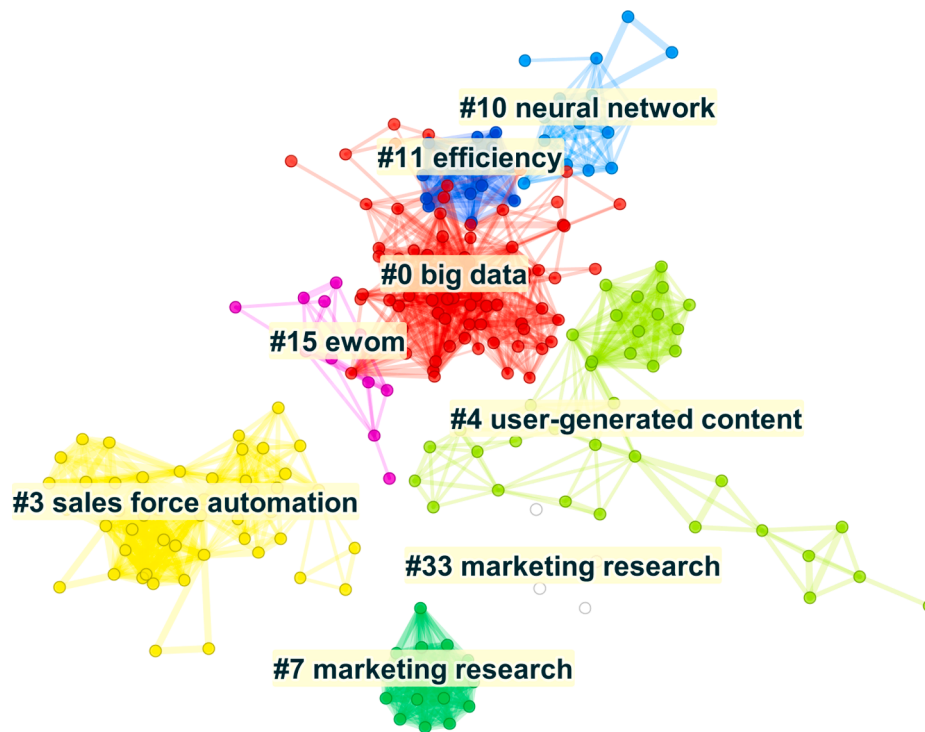 #10 neural network
#11 efficiency
#0 big data
#15 ewom
#4 user-generated content
#3 sales force automation
#33 marketing research
#7 marketing research